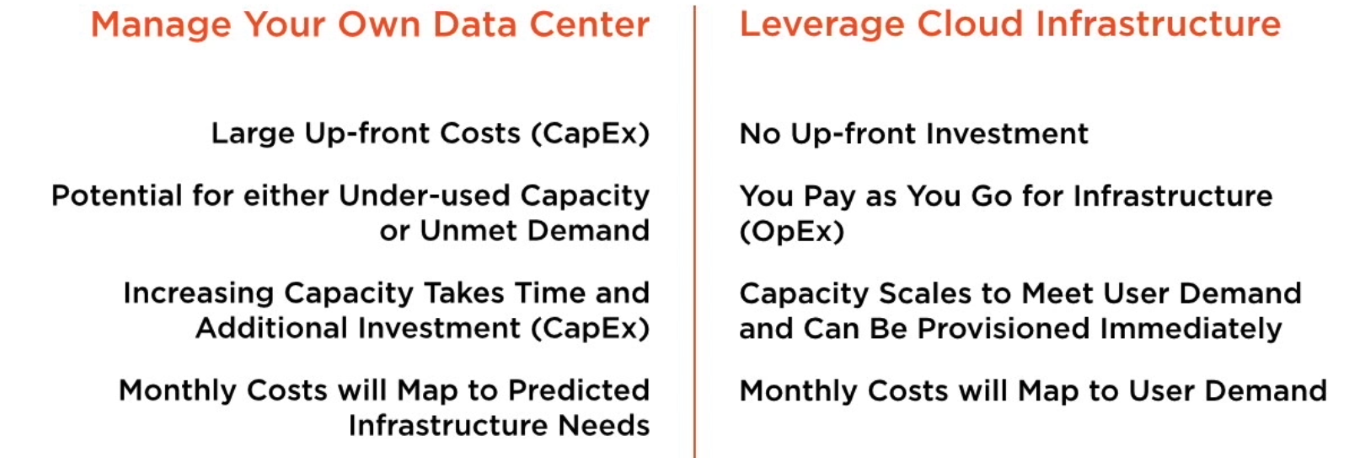 Manage Your Own Data Center
Large Up-front Costs (CapEx)
Potential for either Under-used Capacity
or Unmet Demand
Increasing Capacity Takes Time and
Additional Investment (CapEx)
Monthly Costs will Map to Predicted
Infrastructure Needs
Leverage Cloud Infrastructure
No Up-front Investment
You Pay as You Go for Infrastructure
(OpEx)
Capacity Scales to Meet User Demand
and Can Be Provisioned Immediately
Monthly Costs will Map to User Demand